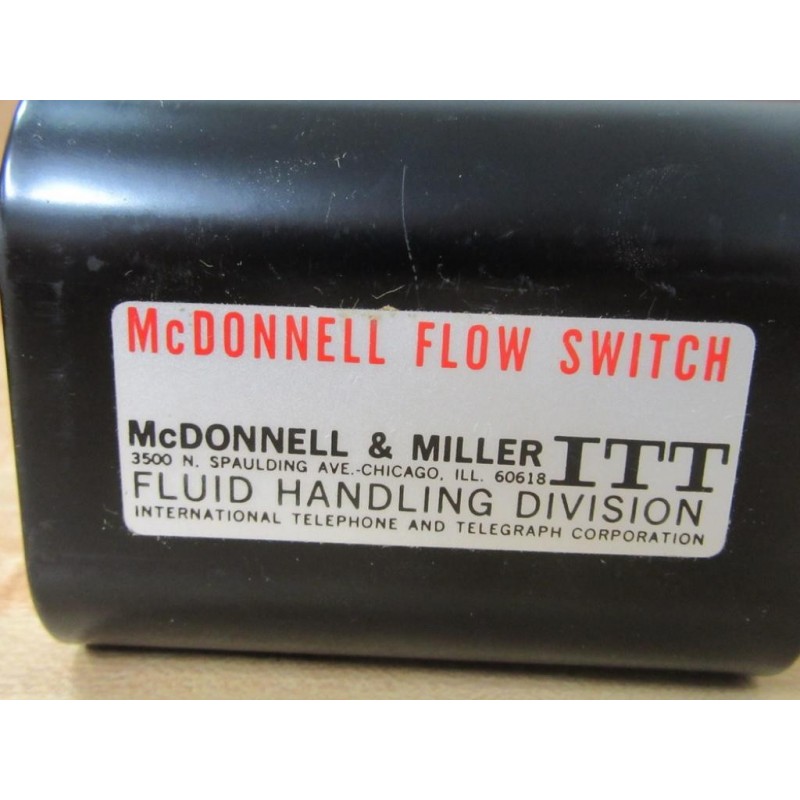 McDONNELL FLOW SWITCH
McDONNELL & MILLER ITT
3500 N. SPAULDING AVE.-CHICAGO, ILL. 60618
FLUID HANDLING DIVISION
INTERNATIONAL TELEPHONE AND TELEGRAPH CORPORATION